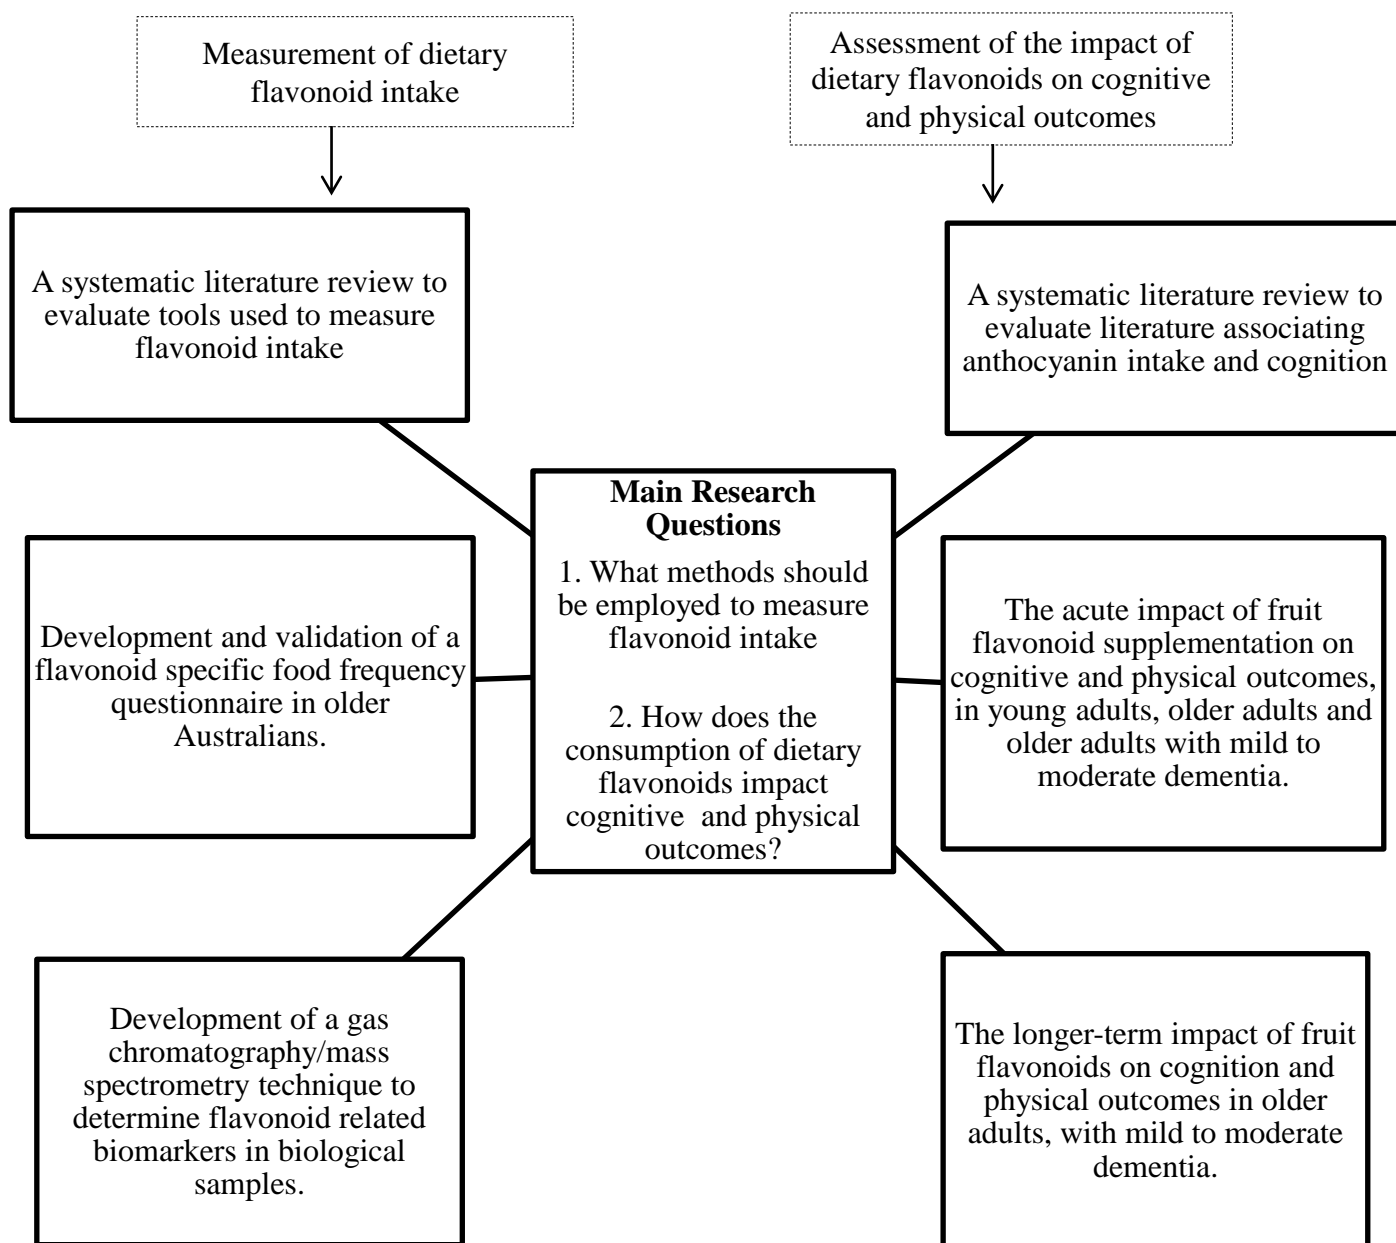 Measurement of dietary
flavonoid intake
Assessment of the impact of
dietary flavonoids on cognitive
and physical outcomes
A systematic literature review to
evaluate tools used to measure
flavonoid intake
A systematic literature review to
evaluate literature associating
anthocyanin intake and cognition
Main Research
Questions
1. What methods should
be employed to measure
flavonoid intake
2. How does the
consumption of dietary
flavonoids impact
cognitive and physical
outcomes?
Development and validation of a
flavonoid specific food frequency
questionnaire in older
Australians.
The acute impact of fruit
flavonoid supplementation on
cognitive and physical outcomes,
in young adults, older adults and
older adults with mild to
moderate dementia.
Development of a gas
chromatography/mass
spectrometry technique to
determine flavonoid related
biomarkers in biological
samples.
The longer-term impact of fruit
flavonoids on cognition and
physical outcomes in older
adults, with mild to moderate
dementia.